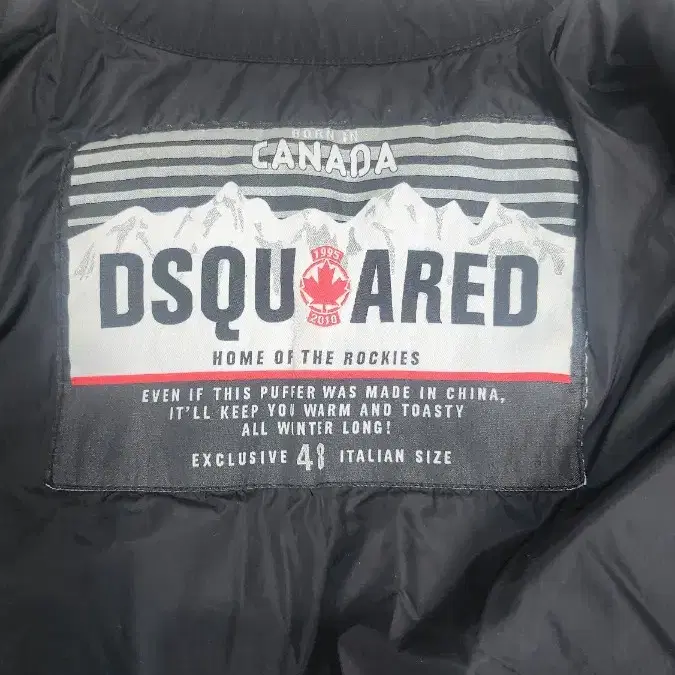 BORN IN
CANADA
1995
DSQUARED
2010
HOME OF THE ROCKIES
EVEN IF THIS PUFFER WAS MADE IN CHINA,
IT'LL KEEP YOU WARM AND TOASTY
ALL WINTER LONG!
EXCLUSIVE 48 ITALIAN SIZE